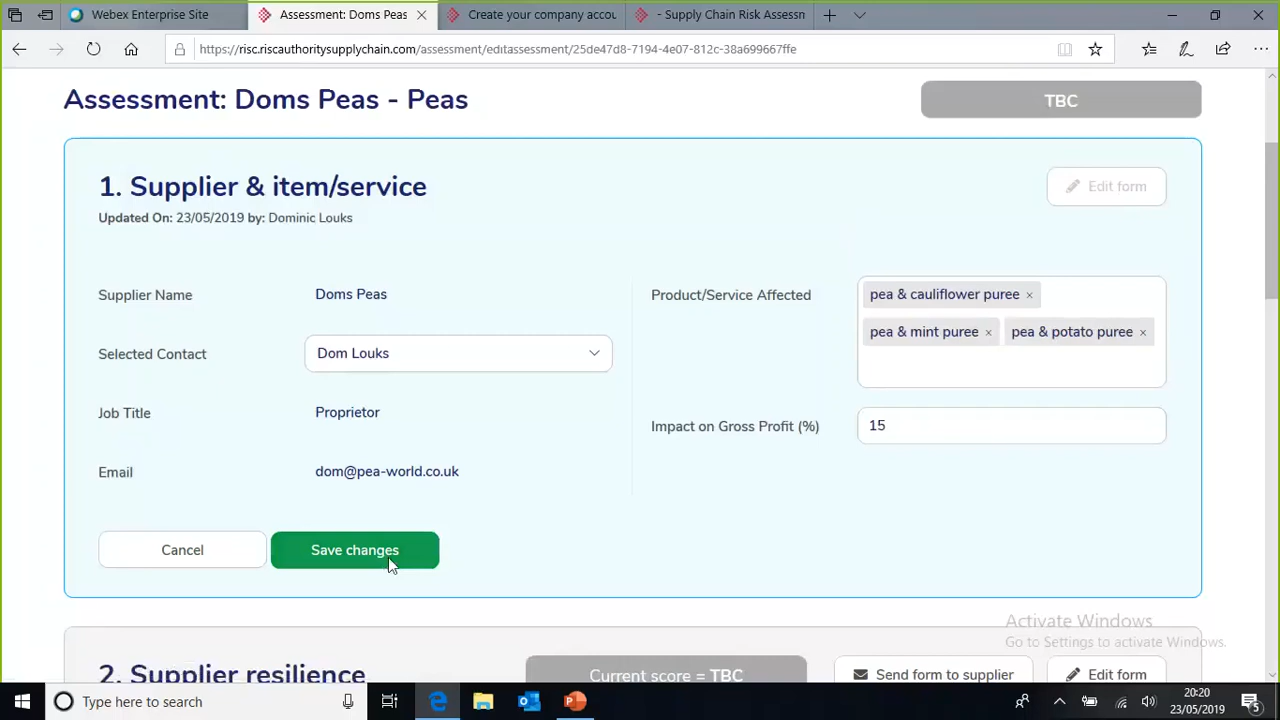 Webex Enterprise Site
Assessment: Doms Peas
Create your company accou
- Supply Chain Risk Assessm
https://risc.riscauthoritysupplychain.com/assessment/editassessment/25de47d8-7194-4e07-812c-38a699667ffe
Assessment: Doms Peas - Peas
TBC
1. Supplier & item/service
Edit form
Updated On: 23/05/2019 by: Dominic Louks
Supplier Name
Doms Peas
Product/Service Affected
pea & cauliflower puree ×
pea & mint puree ×
pea & potato puree ×
Selected Contact
Dom Louks
Job Title
Proprietor
Impact on Gross Profit (%)
15
Email
dom@pea-world.co.uk
Cancel
Save changes
Activate Windows
Go to Settings to activate Windows.
2. Supplier resilience
Current score = TBC
Send form to supplier
Edit form
Type here to search
20:20
23/05/2019
5